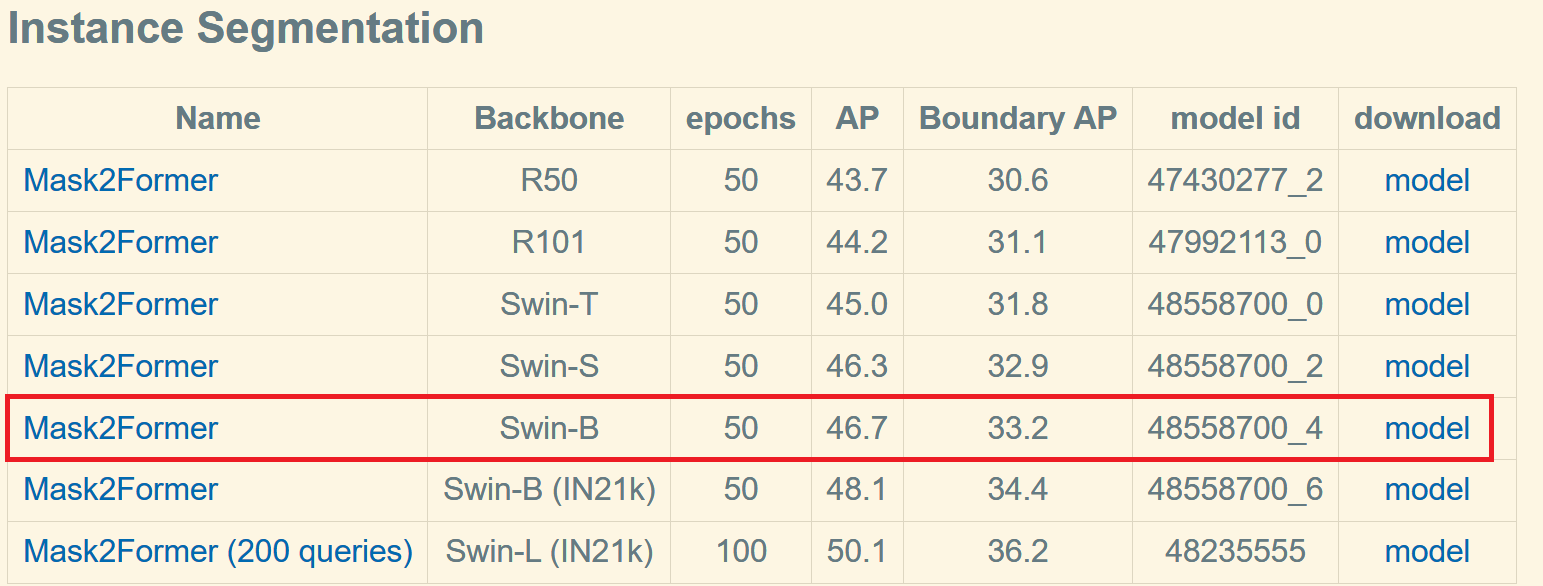 Instance Segmentation
Name Backbone epochs AP Boundary AP model id download
Mask2Former R50 50 43.7 30.6 47430277_2 model
Mask2Former R101 50 44.2 31.1 47992113_0 model
Mask2Former Swin-T 50 45.0 31.8 48558700_0 model
Mask2Former Swin-S 50 46.3 32.9 48558700_2 model
Mask2Former Swin-B 50 46.7 33.2 48558700_4 model
Mask2Former Swin-B (IN21k) 50 48.1 34.4 48558700_6 model
Mask2Former (200 queries) Swin-L (IN21k) 100 50.1 36.2 48235555 model